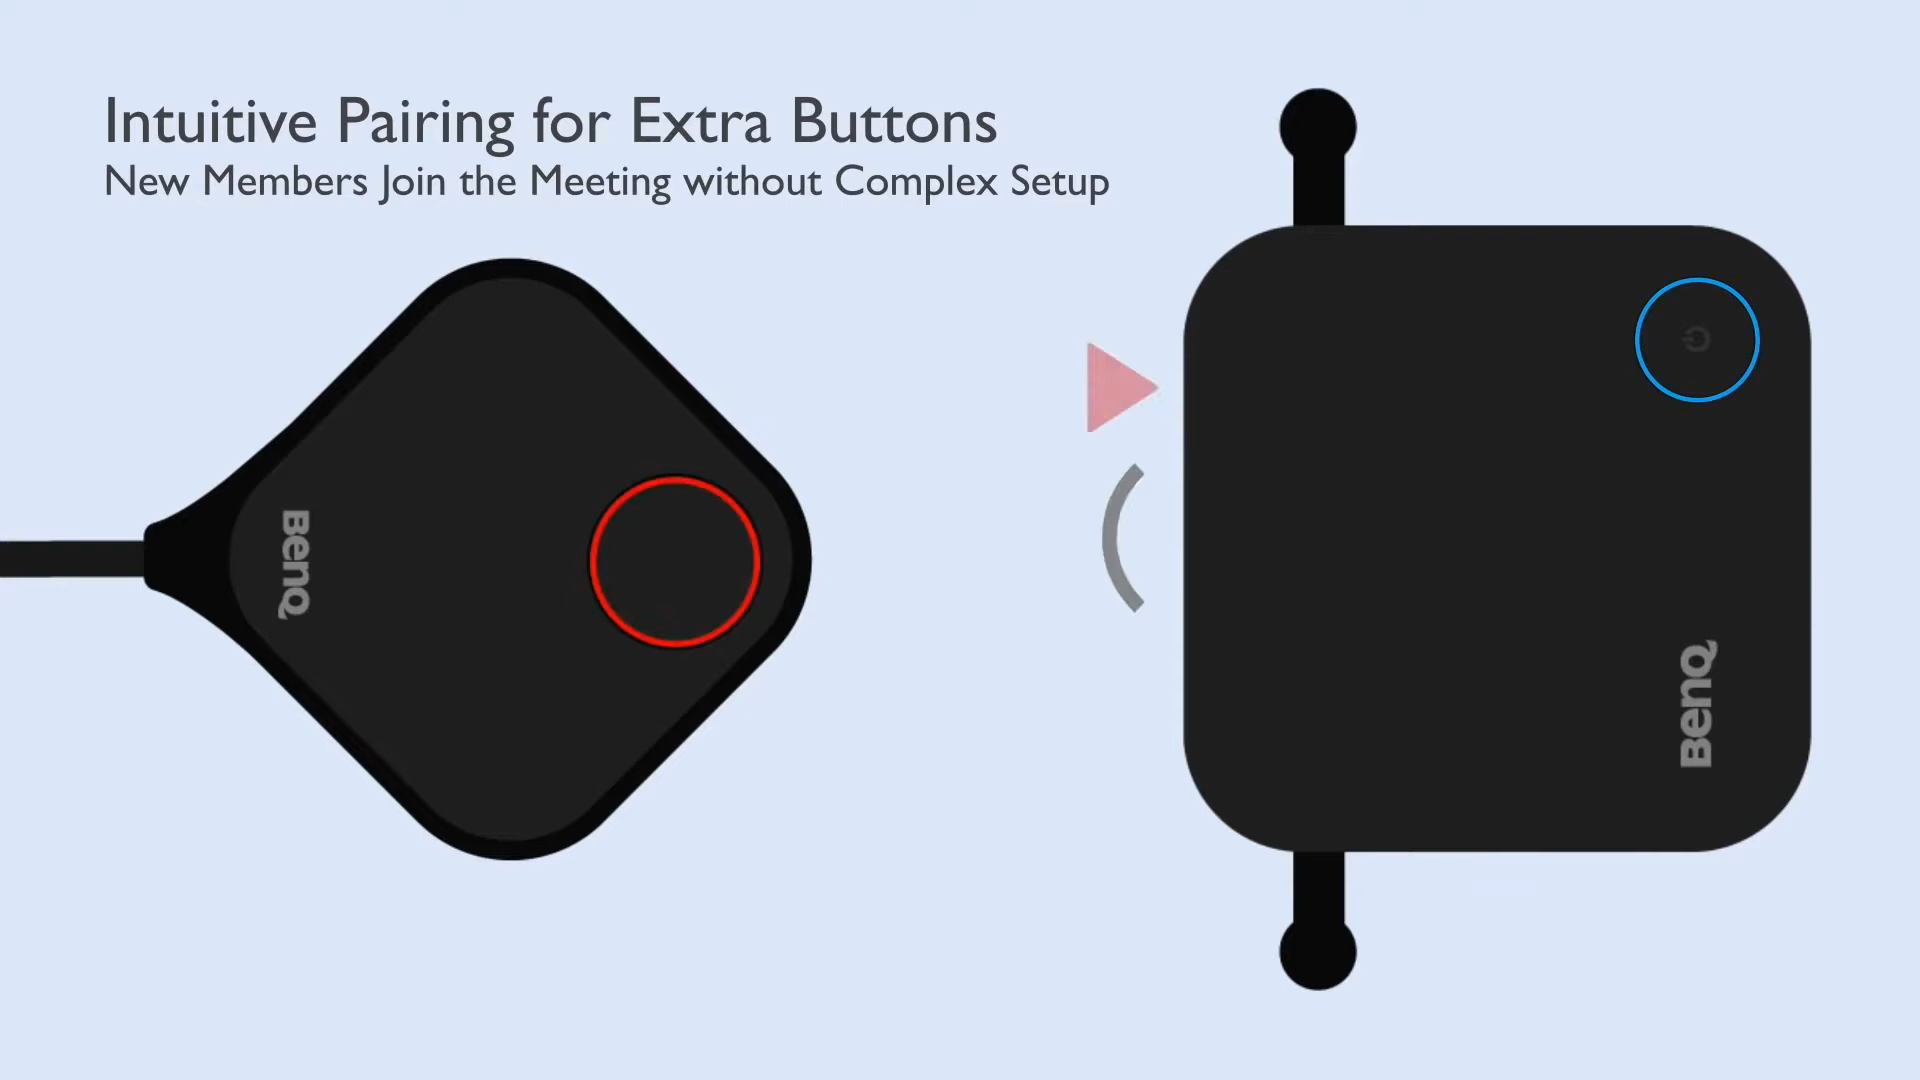 Intuitive Pairing for Extra Buttons
New Members Join the Meeting without Complex Setup
BenQ
BenQ